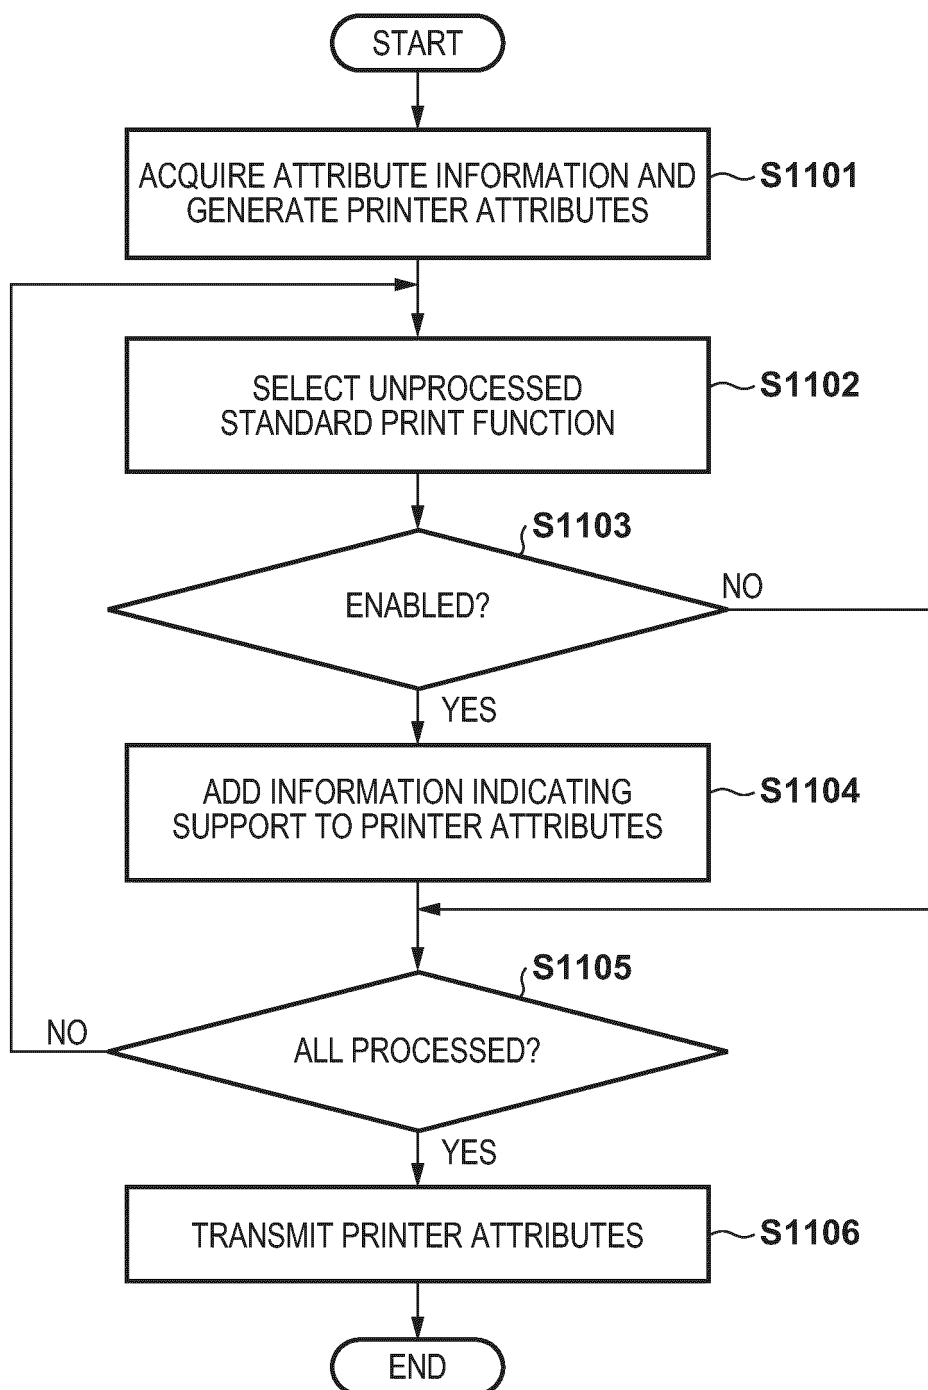 START
ACQUIRE ATTRIBUTE INFORMATION AND
GENERATE PRINTER ATTRIBUTES
S1101
SELECT UNPROCESSED
STANDARD PRINT FUNCTION
S1102
S1103
ENABLED?
NO
YES
ADD INFORMATION INDICATING
SUPPORT TO PRINTER ATTRIBUTES
S1104
S1105
ALL PROCESSED?
NO
YES
TRANSMIT PRINTER ATTRIBUTES
S1106
END